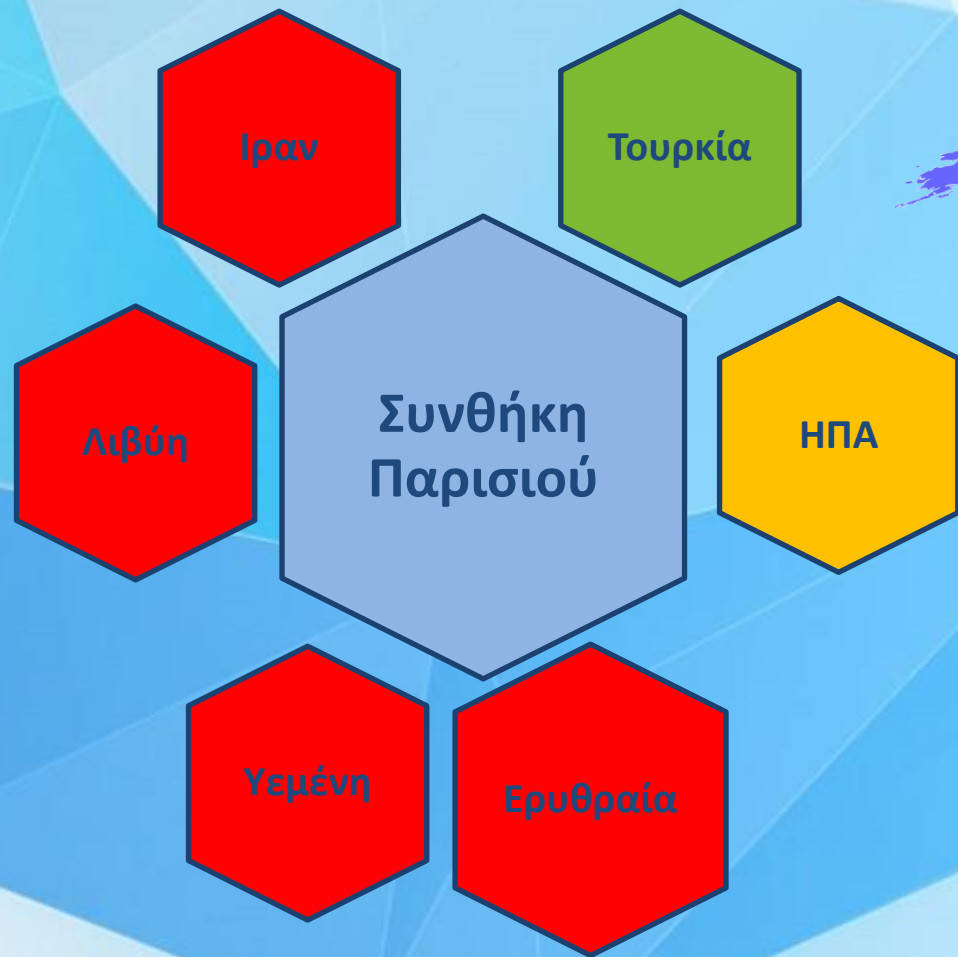 Ιραν
Τουρκία
Συνθήκη
Παρισιού
ΗΠΑ
Λιβύη
Υεμένη
Ερυθραία